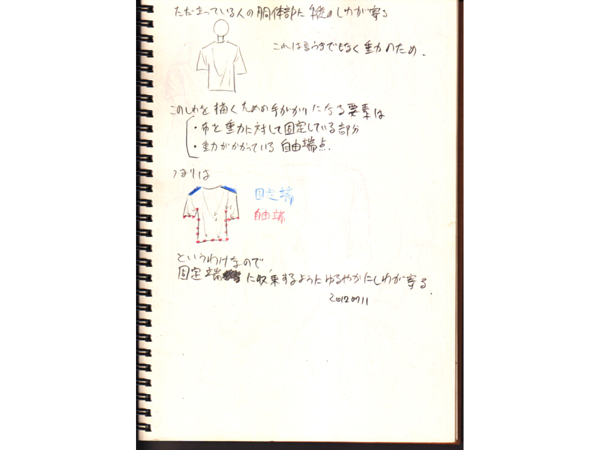 ただ立っている人の胴体部に縦のしわが寄る
これは言うまでもなく重力のため.
このしわを描くための手がかりになる要素は
・布を重力に対して固定している部分
・重力がかかっている自由端点.
つまりは
固定端
自由端
というわけなので
固定端に収束するようにゆるやかにしわが寄る.
20120711